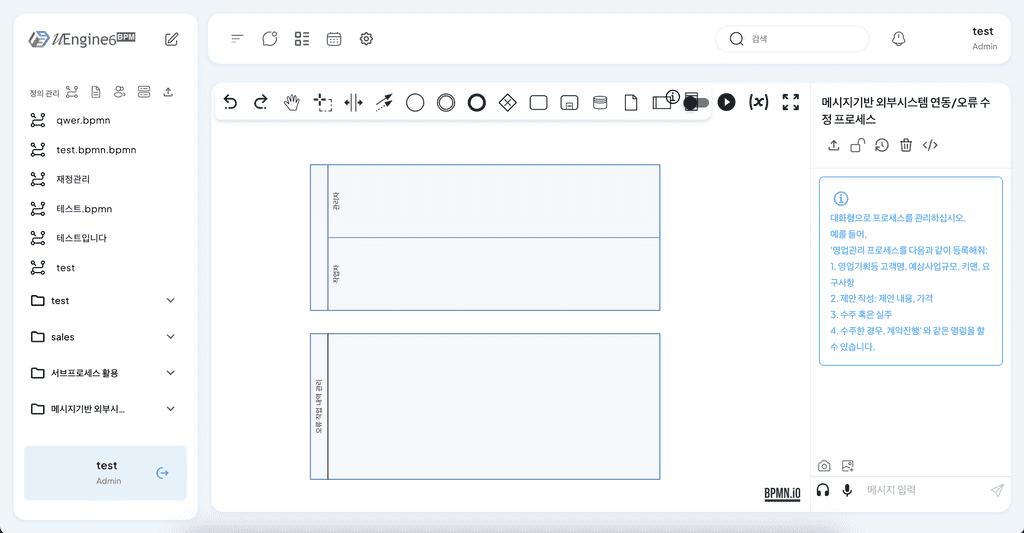 uEngine6 BPM
정의 관리
qwer.bpmn
test.bpmn.bpmn
재정관리
테스트.bpmn
테스트입니다
test
test
sales
서브프로세스 활용
메시지기반 외부시...
test
Admin
검색
test
Admin
(x)
관리자
작업자
오류 작업 내역 관리
BPMN.iO
메시지기반 외부시스템 연동/오류 수
정 프로세스
대화형으로 프로세스를 관리하십시오.
예를 들어,
'영업관리 프로세스를 다음과 같이 등록해줘:
1. 영업기회등 고객명, 예상사업규모, 키맨, 요
구사항
2. 제안 작성: 제안 내용, 가격
3. 수주 혹은 실주
4. 수주한 경우, 계약진행' 와 같은 명령을 할
수 있습니다.
메시지 입력